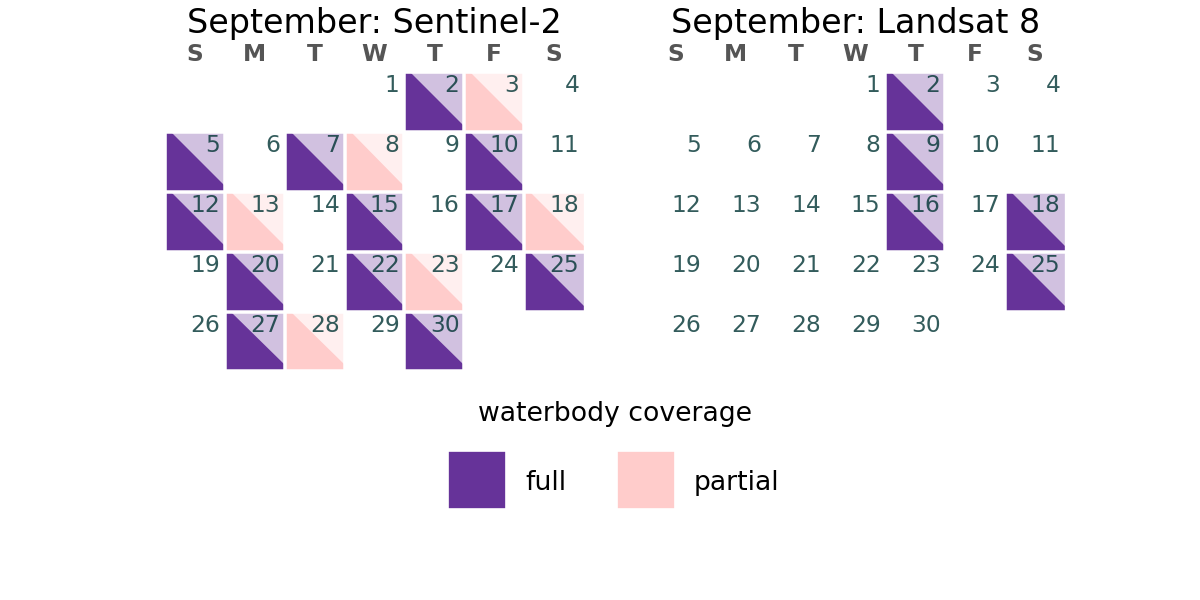 September: Sentinel-2
S M T W T F S
1 2 3 4
5 6 7 8 9 10 11
12 13 14 15 16 17 18
19 20 21 22 23 24 25
26 27 28 29 30
September: Landsat 8
S M T W T F S
1 2 3 4
5 6 7 8 9 10 11
12 13 14 15 16 17 18
19 20 21 22 23 24 25
26 27 28 29 30
waterbody coverage
full partial